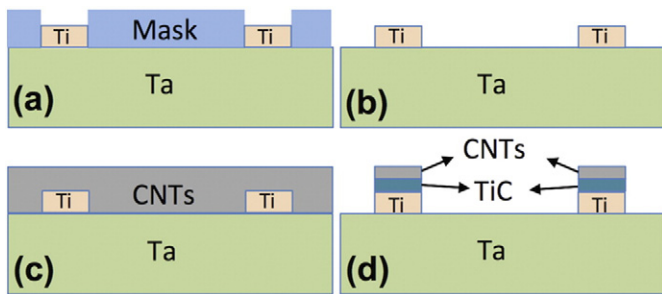 Ti Mask Ti
Ta
(a)
Ti Ti
Ta
(b)
CNTs
Ti Ti
Ta
(c)
CNTs
TiC
Ti Ti
Ta
(d)